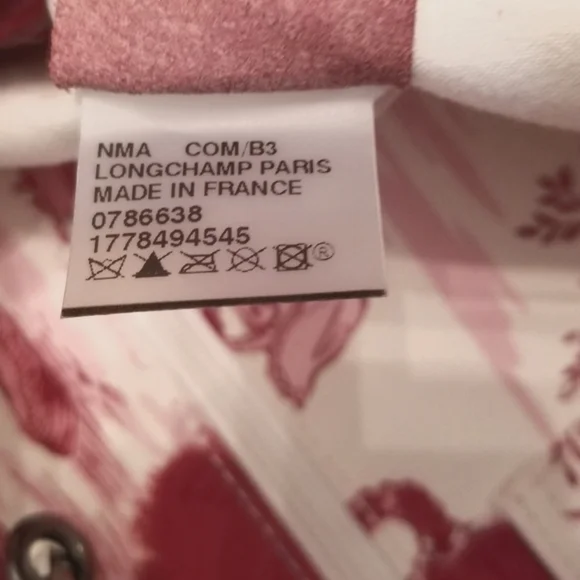 NMA COM/B3
LONGCHAMP PARIS
MADE IN FRANCE
0786638
1778494545
®